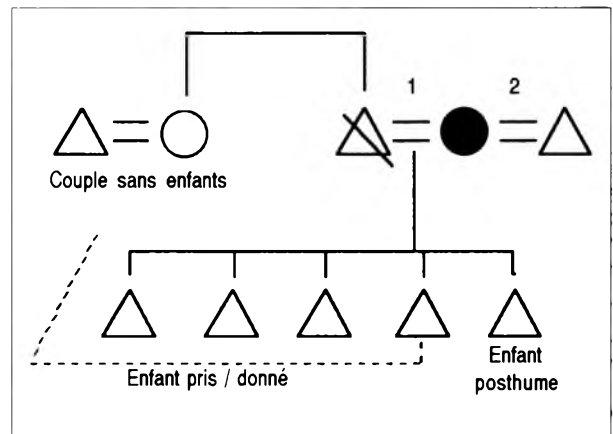 1 2
Couple sans enfants
Enfant pris / donné
Enfant
posthume